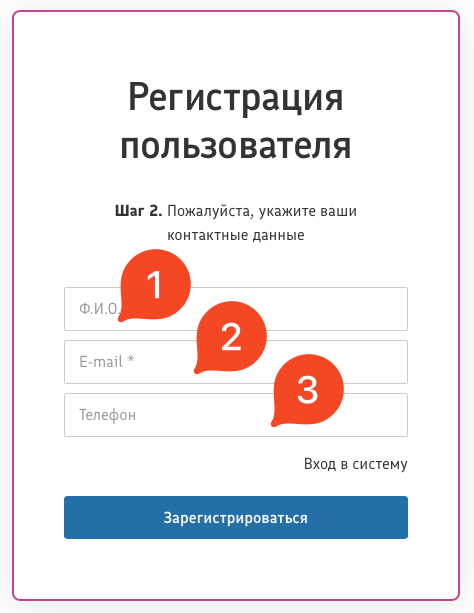 Регистрация
пользователя
Шаг 2. Пожалуйста, укажите ваши
контактные данные
1
Ф.И.О.
2
E-mail *
3
Телефон
Вход в систему
Зарегистрироваться